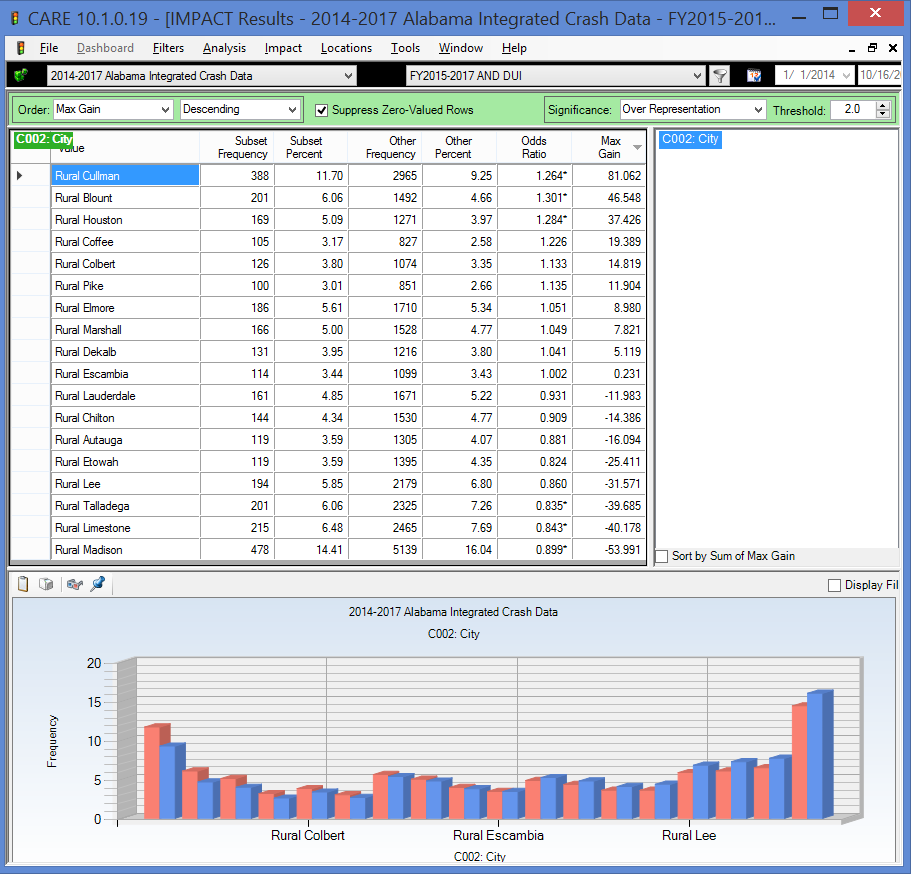 CARE 10.1.0.19 - [IMPACT Results - 2014-2017 Alabama Integrated Crash Data - FY2015-201...
File Dashboard Filters Analysis Impact Locations Tools Window Help
2014-2017 Alabama Integrated Crash Data FY2015-2017 AND DUI 1/ 1/2014 10/16/2
Order: Max Gain Descending Suppress Zero-Valued Rows Significance: Over Representation Threshold: 2.0
C002: City
Value Subset Frequency Subset Percent Other Frequency Other Percent Odds Ratio Max Gain
Rural Cullman 388 11.70 2965 9.25 1.264* 81.062
Rural Blount 201 6.06 1492 4.66 1.301* 46.548
Rural Houston 169 5.09 1271 3.97 1.284* 37.426
Rural Coffee 105 3.17 827 2.58 1.226 19.389
Rural Colbert 126 3.80 1074 3.35 1.133 14.819
Rural Pike 100 3.01 851 2.66 1.135 11.904
Rural Elmore 186 5.61 1710 5.34 1.051 8.980
Rural Marshall 166 5.00 1528 4.77 1.049 7.821
Rural Dekalb 131 3.95 1216 3.80 1.041 5.119
Rural Escambia 114 3.44 1099 3.43 1.002 0.231
Rural Lauderdale 161 4.85 1671 5.22 0.931 -11.983
Rural Chilton 144 4.34 1530 4.77 0.909 -14.386
Rural Autauga 119 3.59 1305 4.07 0.881 -16.094
Rural Etowah 119 3.59 1395 4.35 0.824 -25.411
Rural Lee 194 5.85 2179 6.80 0.860 -31.571
Rural Talladega 201 6.06 2325 7.26 0.835* -39.685
Rural Limestone 215 6.48 2465 7.69 0.843* -40.178
Rural Madison 478 14.41 5139 16.04 0.899* -53.991
C002: City
Sort by Sum of Max Gain
Display Fil
2014-2017 Alabama Integrated Crash Data
C002: City
Frequency
20
15
10
5
0
Rural Colbert Rural Escambia Rural Lee
C002: City